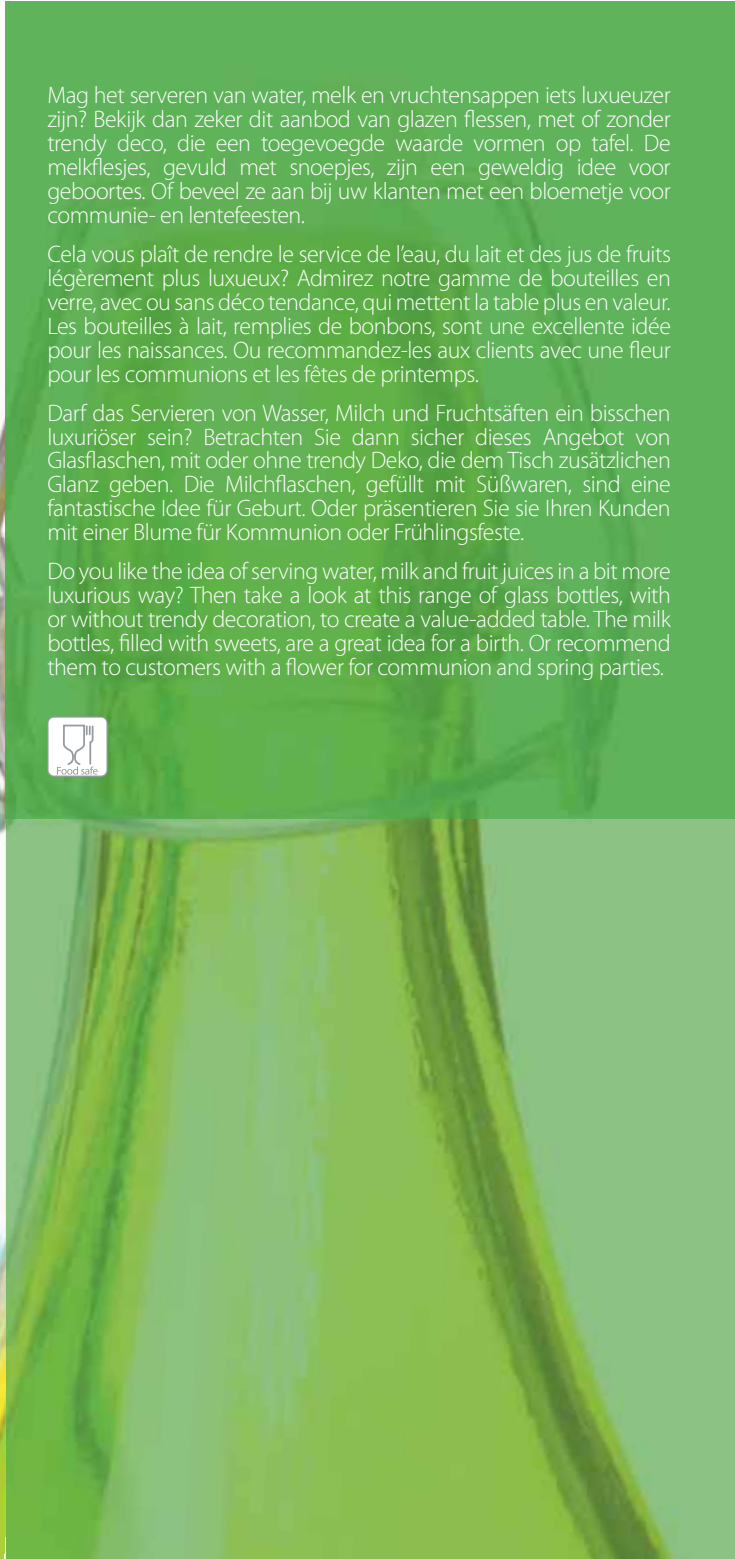 Mag het serveren van water, melk en vruchtensappen iets luxueuzer
zijn? Bekijk dan zeker dit aanbod van glazen flessen, met of zonder
trendy deco, die een toegevoegde waarde vormen op tafel. De
melkflesjes, gevuld met snoepjes, zijn een geweldig idee voor
geboortes. Of beveel ze aan bij uw klanten met een bloemetje voor
communie- en lentefeesten.
Cela vous plaît de rendre le service de l’eau, du lait et des jus de fruits
légèrement plus luxueux? Admirez notre gamme de bouteilles en
verre, avec ou sans déco tendance, qui mettent la table plus en valeur.
Les bouteilles à lait, remplies de bonbons, sont une excellente idée
pour les naissances. Ou recommandez-les aux clients avec une fleur
pour les communions et les fêtes de printemps.
Darf das Servieren von Wasser, Milch und Fruchtsäften ein bisschen
luxuriöser sein? Betrachten Sie dann sicher dieses Angebot von
Glasflaschen, mit oder ohne trendy Deko, die dem Tisch zusätzlichen
Glanz geben. Die Milchflaschen, gefüllt mit Süßwaren, sind eine
fantastische Idee für Geburt. Oder präsentieren Sie sie Ihren Kunden
mit einer Blume für Kommunion oder Frühlingsfeste.
Do you like the idea of serving water, milk and fruit juices in a bit more
luxurious way? Then take a look at this range of glass bottles, with
or without trendy decoration, to create a value-added table. The milk
bottles, filled with sweets, are a great idea for a birth. Or recommend
them to customers with a flower for communion and spring parties.
Food safe